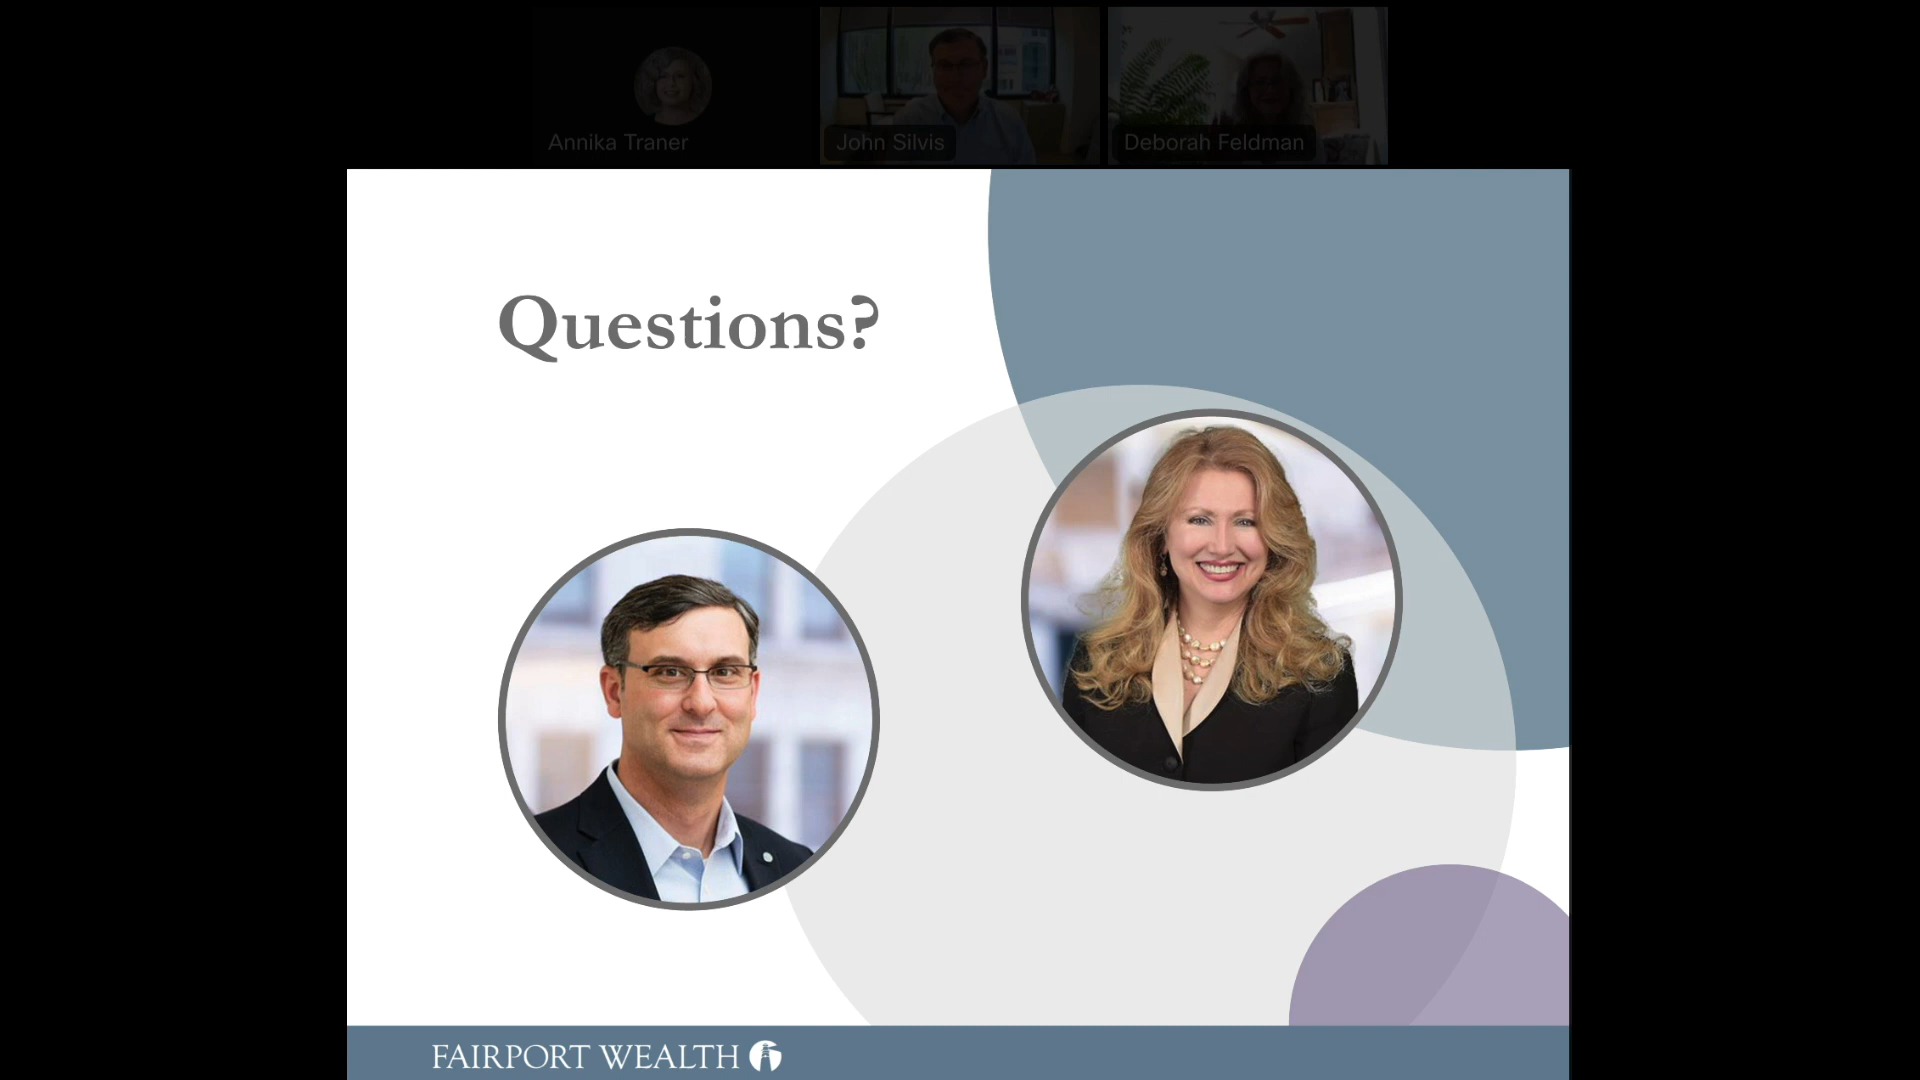 Annika Traner
John Silvis
Deborah Feldman
Questions?
FAIRPORT WEALTH